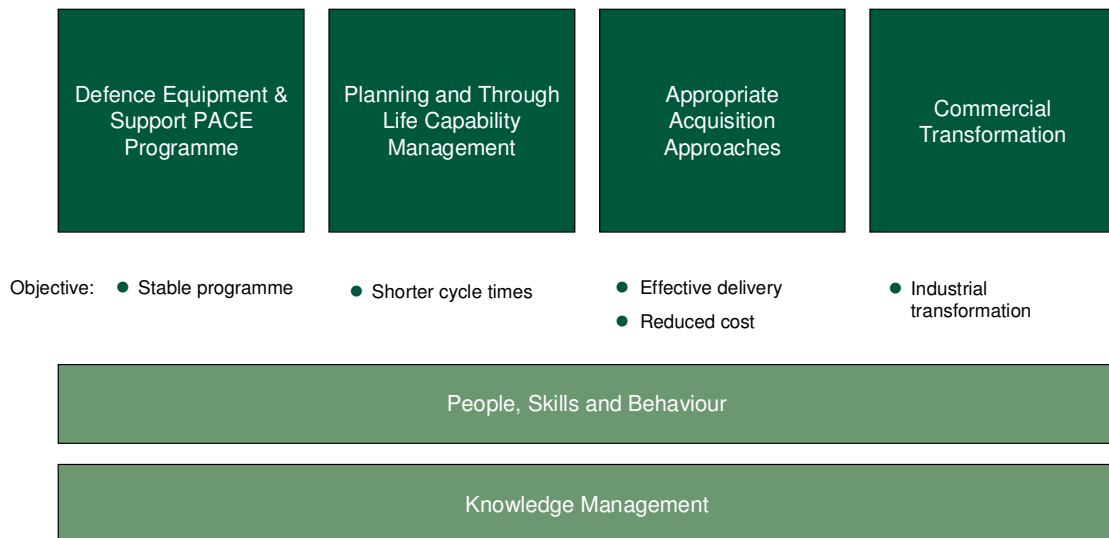 Defence Equipment &
Support PACE
Programme
Planning and Through
Life Capability
Management
Appropriate
Acquisition
Approaches
Commercial
Transformation
Objective:
● Stable programme
● Shorter cycle times
● Effective delivery
● Reduced cost
● Industrial
transformation
People, Skills and Behaviour
Knowledge Management